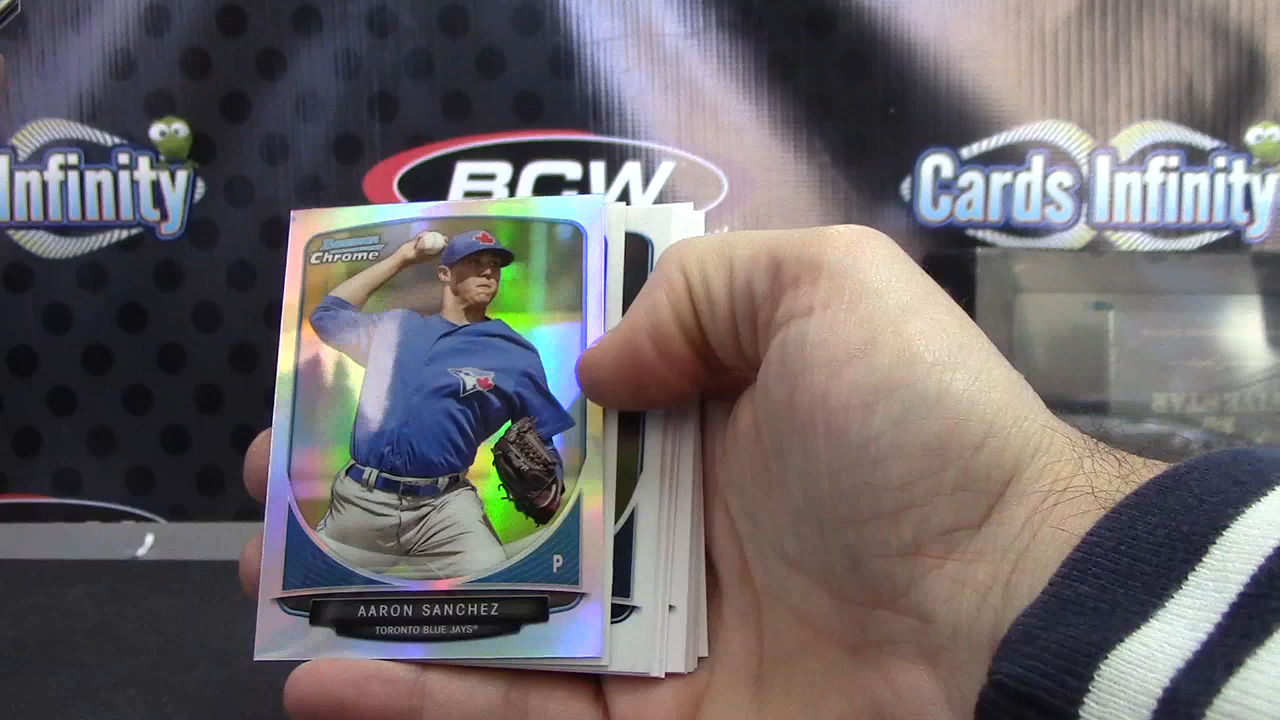 Infinity
BCW
Cards Infinity
Bowman
Chrome
P
AARON SANCHEZ
TORONTO BLUE JAYS®